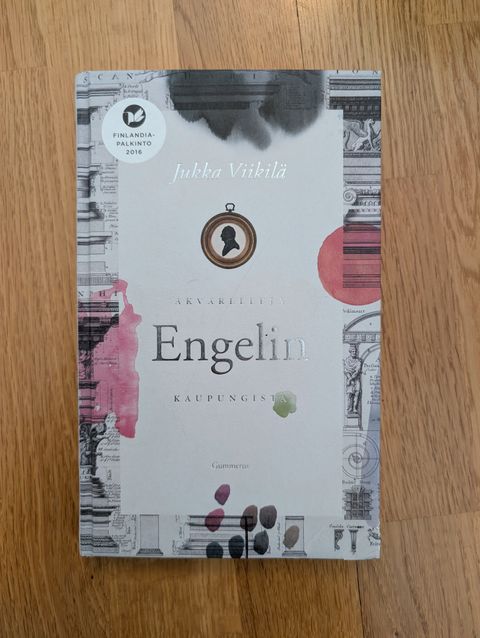 FINLANDIA-
PALKINTO
2016
Jukka Viikilä
AKVARELLEJA
Engelin
KAUPUNGISTA
Gummerus